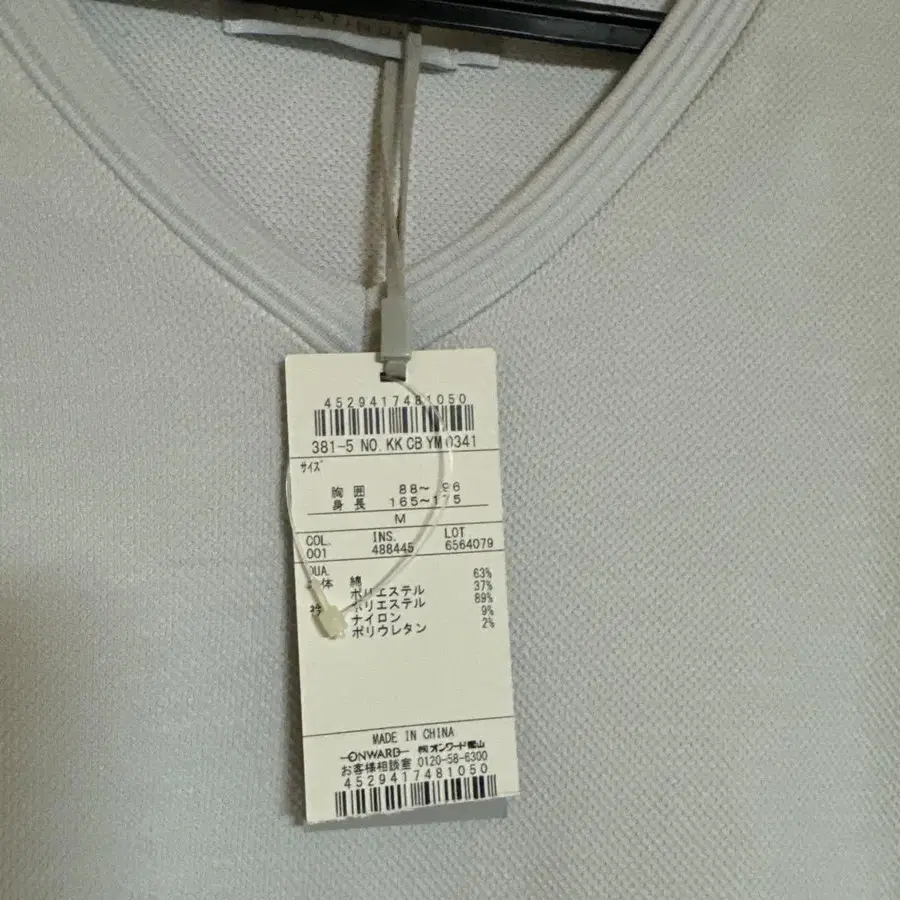 4529417481050
381-5 NO. KK CB YM 0341
サイズ
胸囲 88〜96
身長 165〜175
M
COL. INS. LOT
001 488445 6564079
綿 63%
ポリエステル 37%
ポリエステル 89%
ナイロン 9%
ポリウレタン 2%
MADE IN CHINA
ONWARD ㈱オンワード樫山
お客様相談室 0120-58-6300
4529417481050